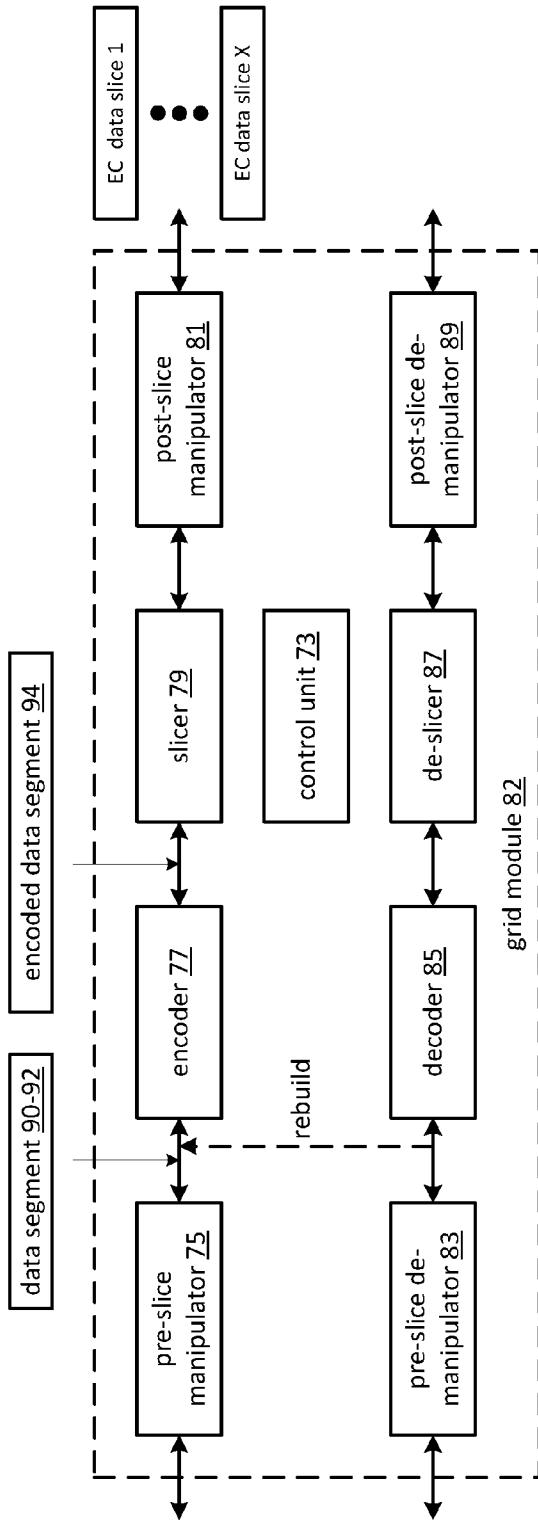 data segment 90-92
encoded data segment 94
EC data slice 1
EC data slice X
pre-slice
manipulator 75
encoder 77
slicer 79
post-slice
manipulator 81
rebuild
control unit 73
pre-slice de-
manipulator 83
decoder 85
de-slicer 87
post-slice de-
manipulator 89
grid module 82